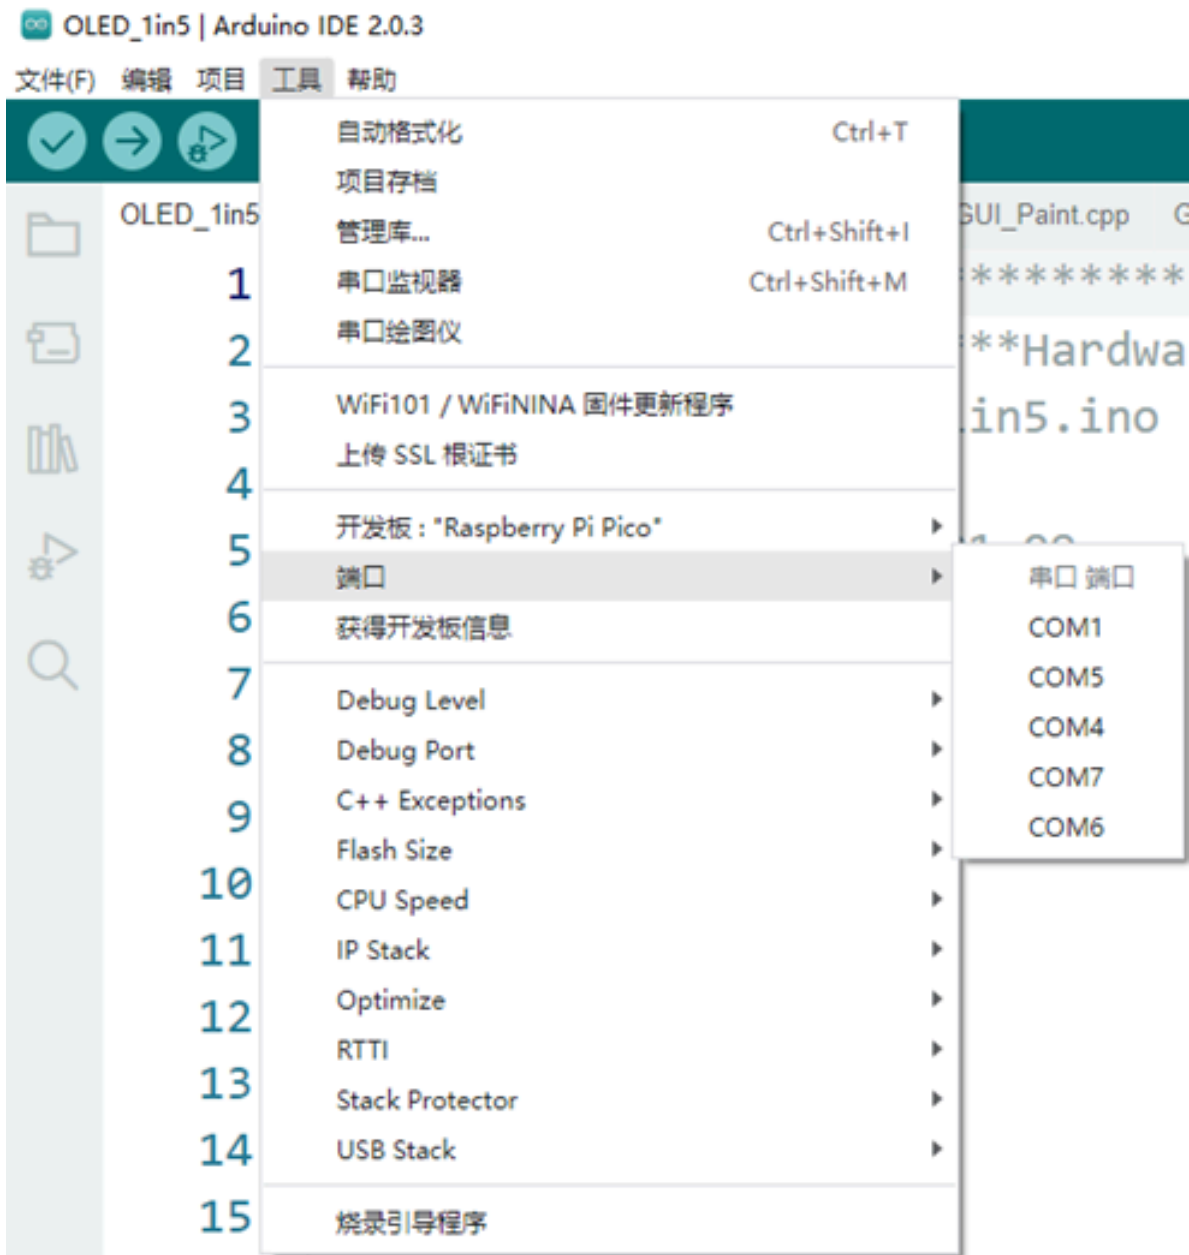 OLED_1in5 | Arduino IDE 2.0.3
文件(F) 编辑 项目 工具 帮助
自动格式化 Ctrl+T
项目存档
OLED_1in5 GUI_Paint.cpp G
管理库... Ctrl+Shift+I
1 *********
串口监视器 Ctrl+Shift+M
串口绘图仪
2 **Hardwa
WiFi101 / WiFiNINA 固件更新程序
3 in5.ino
上传 SSL 根证书
4
开发板 : "Raspberry Pi Pico"
5
端口
串口 端口
6
获得开发板信息
COM1
7
COM5
Debug Level
COM4
8
Debug Port
COM7
9
C++ Exceptions
COM6
Flash Size
10
CPU Speed
11
IP Stack
12
Optimize
RTTI
13
Stack Protector
14
USB Stack
15
烧录引导程序